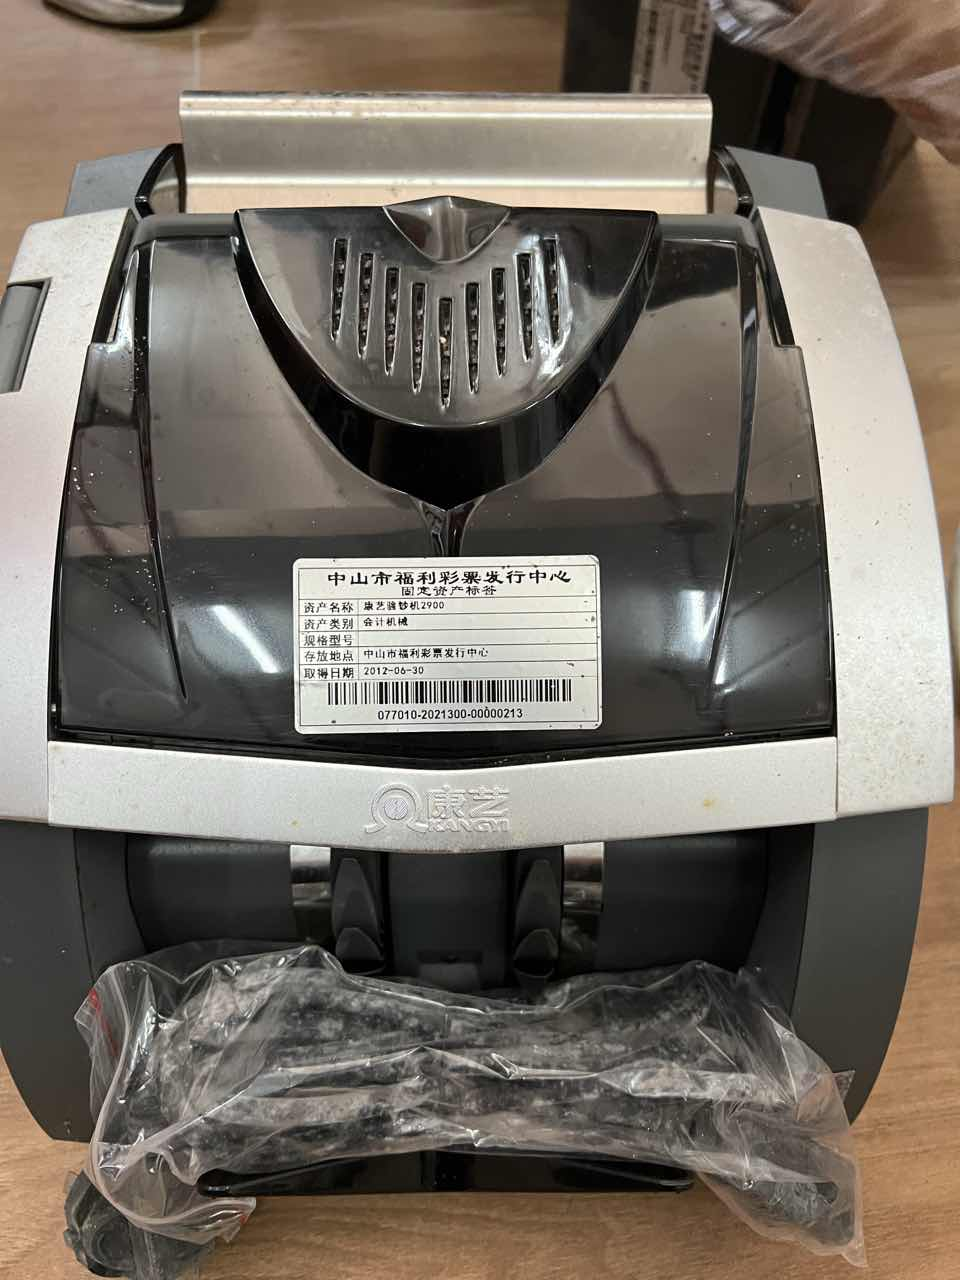 中山市福利彩票发行中心
固定资产标签
资产名称 康艺验钞机2900
资产类别 会计机械
规格型号
存放地点 中山市福利彩票发行中心
取得日期 2012-06-30
077010-2021300-00000213
康艺
KANGYI